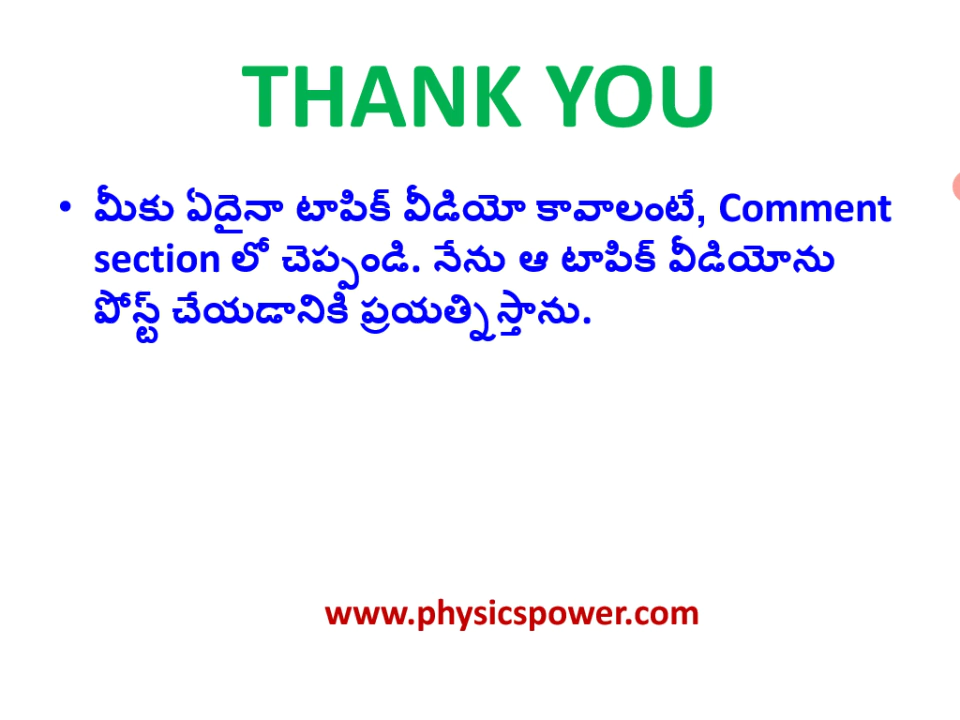 THANK YOU
• మీకు ఏదైనా టాపిక్ వీడియో కావాలంటే, Comment
section లో చెప్పండి. నేను ఆ టాపిక్ వీడియోను
పోస్ట్ చేయడానికి ప్రయత్నిస్తాను.
www.physicspower.com